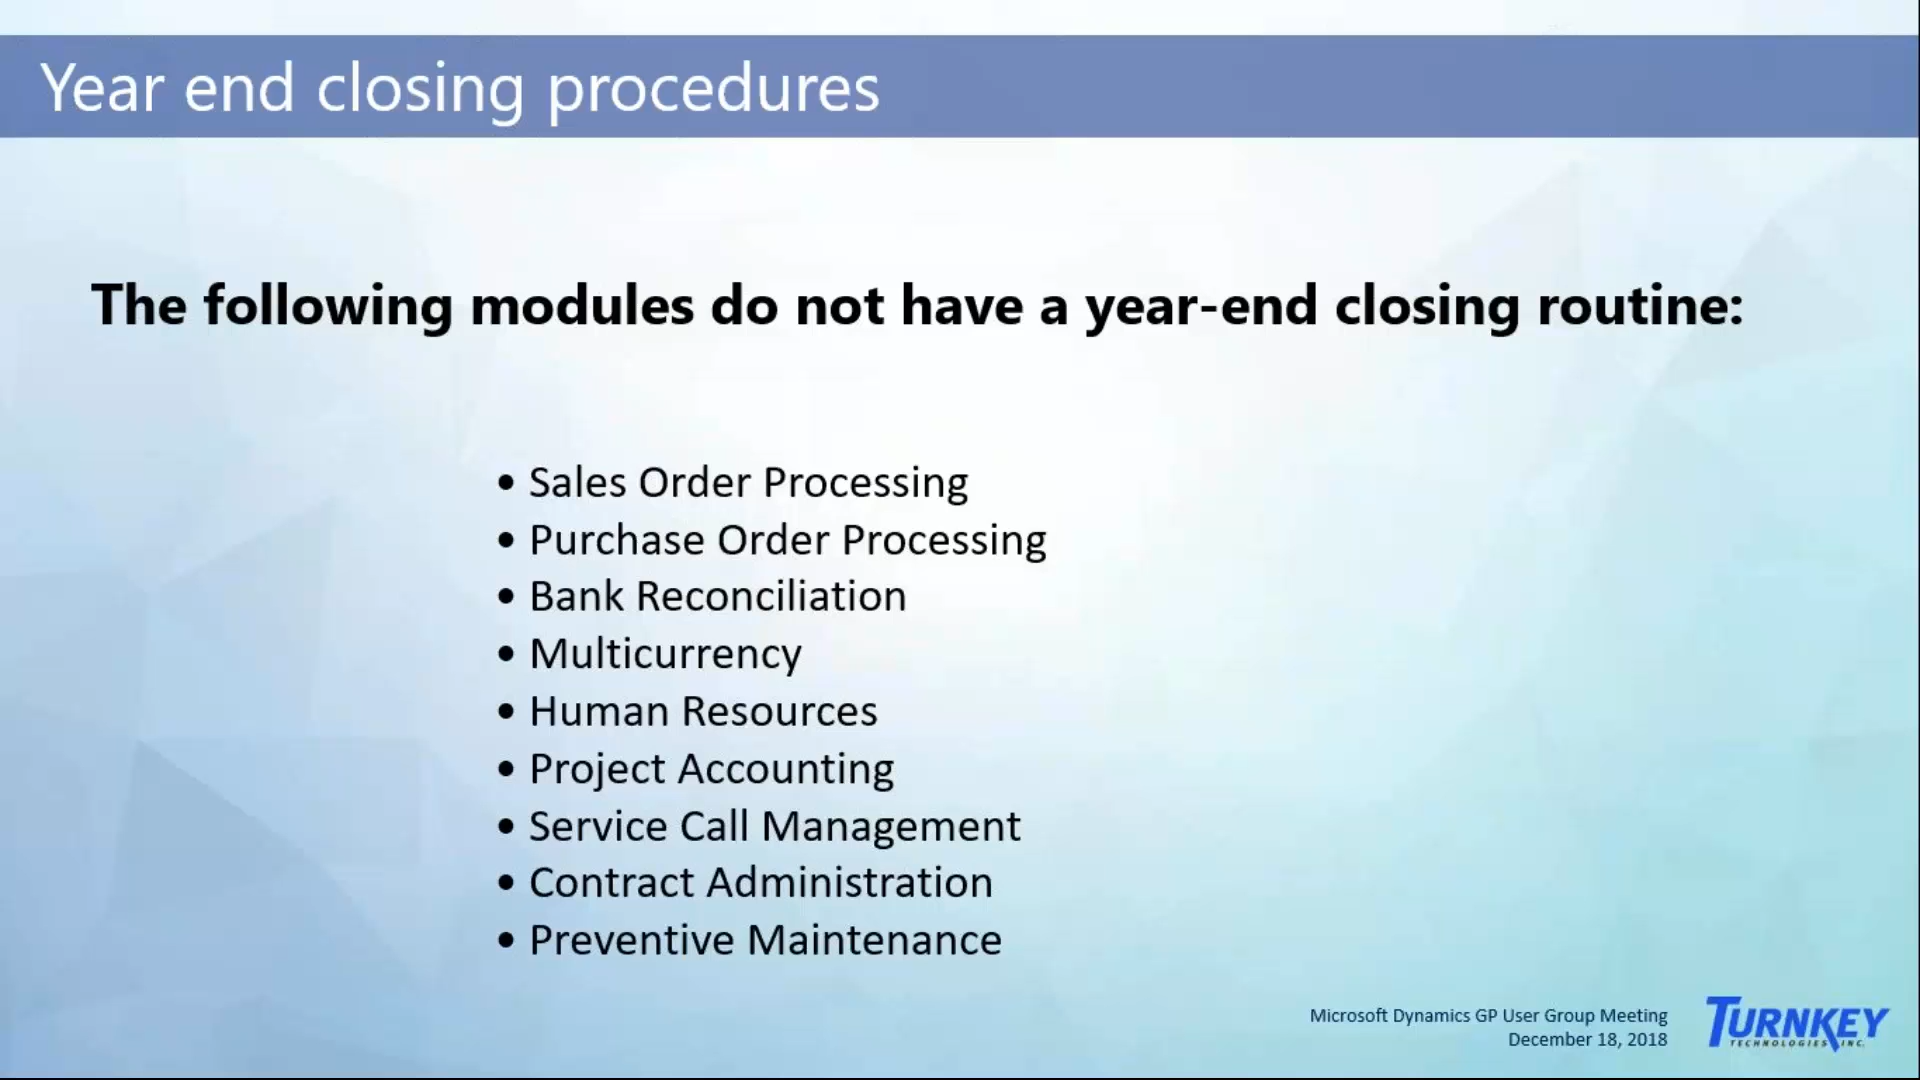 Year end closing procedures
The following modules do not have a year-end closing routine:
• Sales Order Processing
• Purchase Order Processing
• Bank Reconciliation
• Multicurrency
• Human Resources
• Project Accounting
• Service Call Management
• Contract Administration
• Preventive Maintenance
Microsoft Dynamics GP User Group Meeting
December 18, 2018
TURNKEY
TECHNOLOGIES, INC.